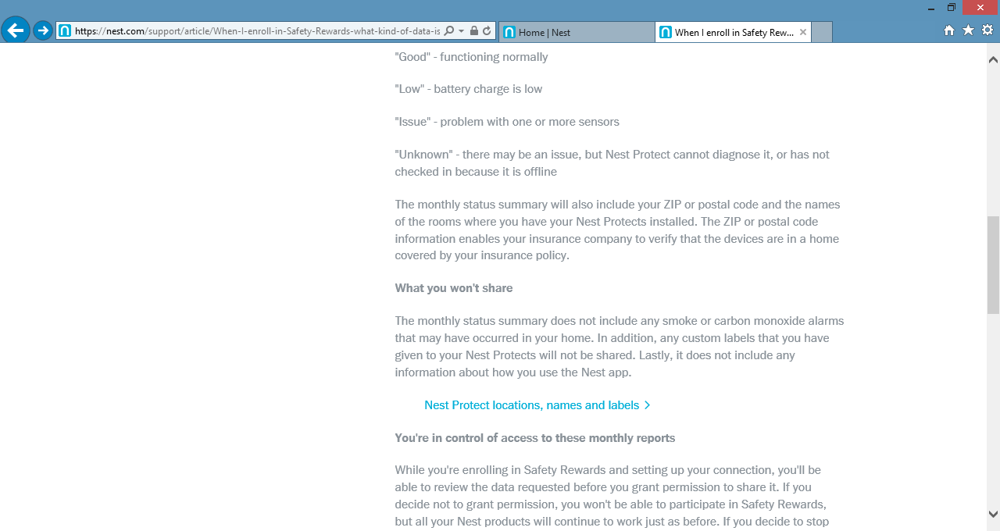 https://nest.com/support/article/When-I-enroll-in-Safety-Rewards-what-kind-of-data-is
Home | Nest
When I enroll in Safety Rew...
"Good" - functioning normally
"Low" - battery charge is low
"Issue" - problem with one or more sensors
"Unknown" - there may be an issue, but Nest Protect cannot diagnose it, or has not
checked in because it is offline
The monthly status summary will also include your ZIP or postal code and the names
of the rooms where you have your Nest Protects installed. The ZIP or postal code
information enables your insurance company to verify that the devices are in a home
covered by your insurance policy.
What you won't share
The monthly status summary does not include any smoke or carbon monoxide alarms
that may have occurred in your home. In addition, any custom labels that you have
given to your Nest Protects will not be shared. Lastly, it does not include any
information about how you use the Nest app.
Nest Protect locations, names and labels
You're in control of access to these monthly reports
While you're enrolling in Safety Rewards and setting up your connection, you'll be
able to review the data requested before you grant permission to share it. If you
decide not to grant permission, you won't be able to participate in Safety Rewards,
but all your Nest products will continue to work just as before. If you decide to stop